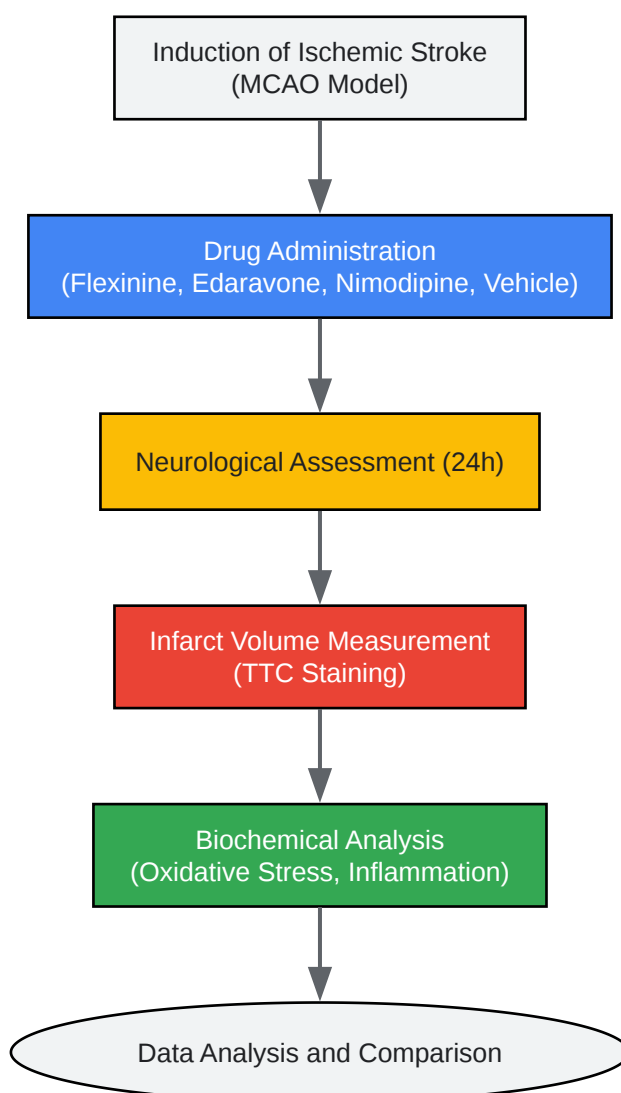 Induction of Ischemic Stroke
(MCAO Model)
Drug Administration
(Flexinine, Edaravone, Nimodipine, Vehicle)
Neurological Assessment (24h)
Infarct Volume Measurement
(TTC Staining)
Biochemical Analysis
(Oxidative Stress, Inflammation)
Data Analysis and Comparison